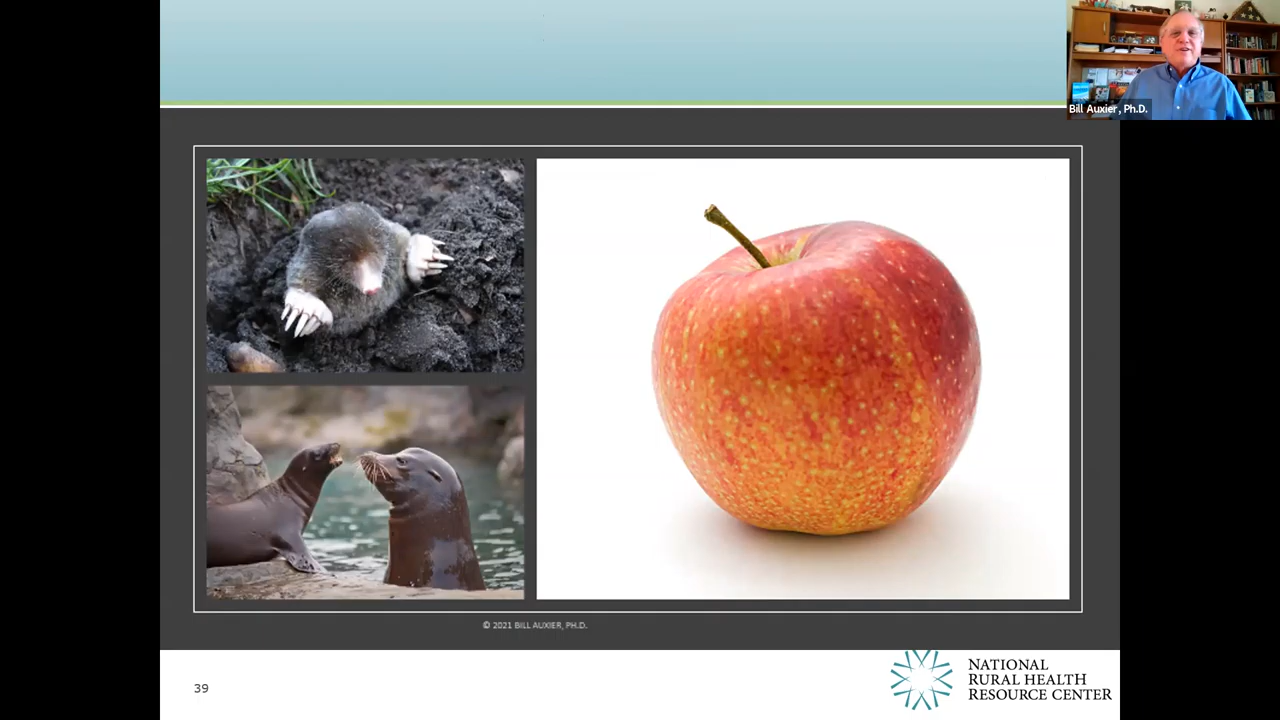 Bill Auxier, Ph.D.
© 2021 BILL AUXIER, PH.D.
39
NATIONAL
RURAL HEALTH
RESOURCE CENTER